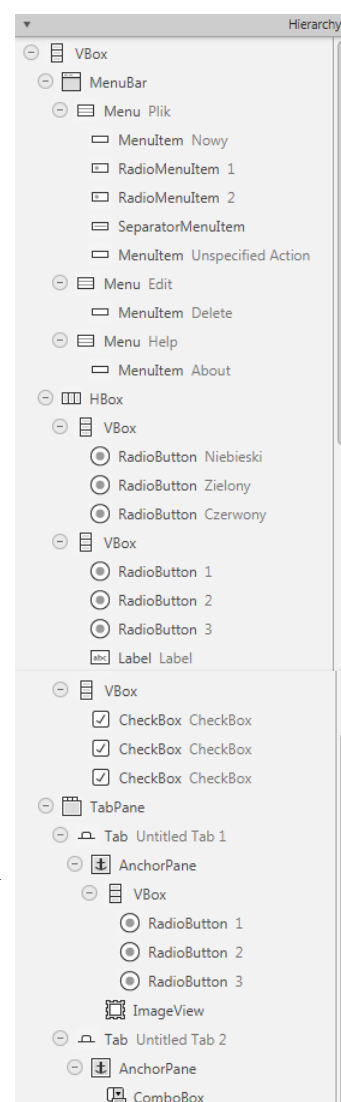 Hierarchy
VBox
MenuBar
Menu Plik
MenuItem Nowy
RadioMenuItem 1
RadioMenuItem 2
SeparatorMenuItem
MenuItem Unspecified Action
Menu Edit
MenuItem Delete
Menu Help
MenuItem About
HBox
VBox
RadioButton Niebieski
RadioButton Zielony
RadioButton Czerwony
VBox
RadioButton 1
RadioButton 2
RadioButton 3
abc Label Label
VBox
CheckBox CheckBox
CheckBox CheckBox
CheckBox CheckBox
TabPane
Tab Untitled Tab 1
AnchorPane
VBox
RadioButton 1
RadioButton 2
RadioButton 3
ImageView
Tab Untitled Tab 2
AnchorPane
ComboBox